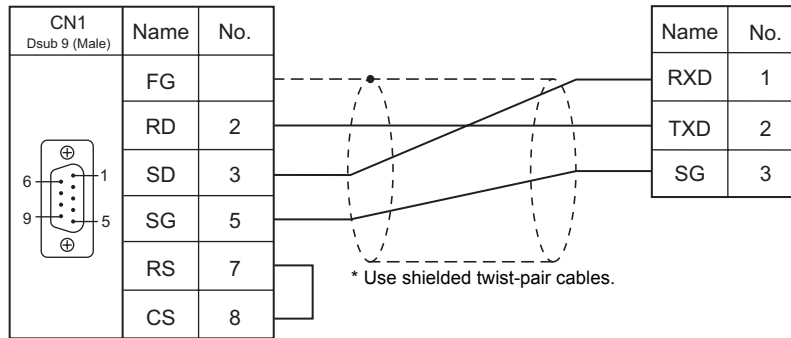 CN1
Dsub 9 (Male)
Name No.
FG
RD 2
SD 3
SG 5
RS 7
CS 8
6
1
9
5
Name No.
RXD 1
TXD 2
SG 3
* Use shielded twist-pair cables.